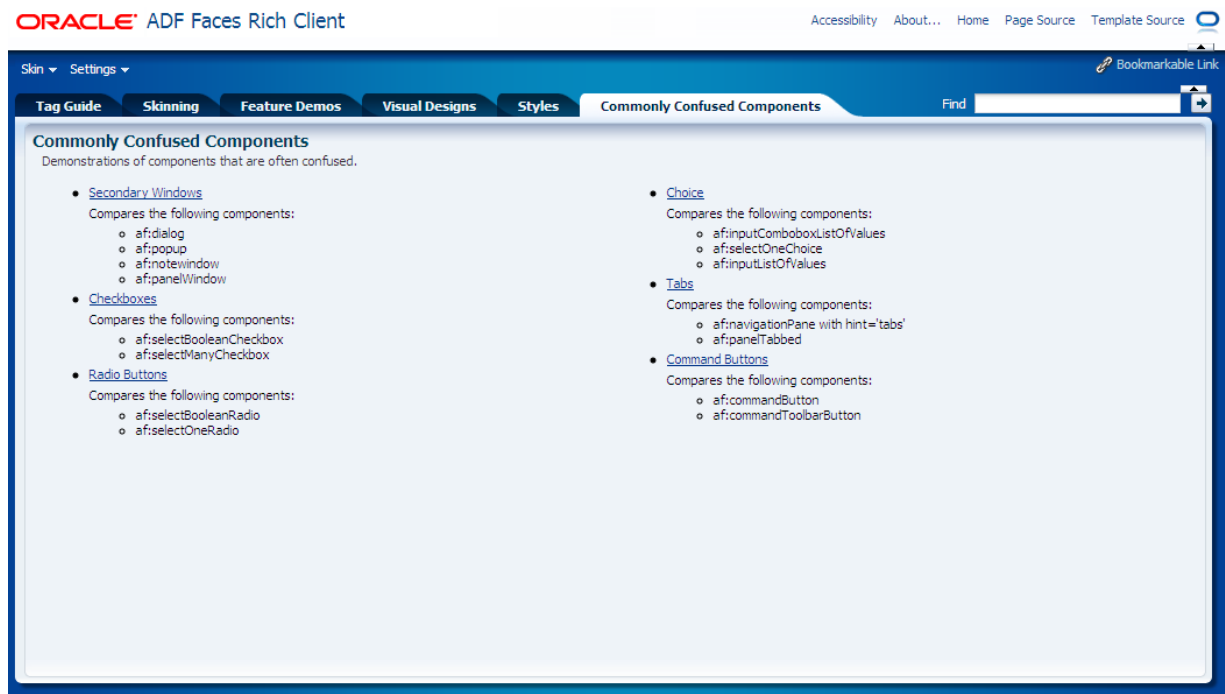 ORACLE ADF Faces Rich Client
Accessibility About... Home Page Source Template Source
Skin Settings
Bookmarkable Link
Tag Guide Skinning Feature Demos Visual Designs Styles Commonly Confused Components Find
Commonly Confused Components
Demonstrations of components that are often confused.
Secondary Windows
Compares the following components:
af:dialog
af:popup
af:notewindow
af:panelWindow
Checkboxes
Compares the following components:
af:selectBooleanCheckbox
af:selectManyCheckbox
Radio Buttons
Compares the following components:
af:selectBooleanRadio
af:selectOneRadio
Choice
Compares the following components:
af:inputComboboxListOfValues
af:selectOneChoice
af:inputListOfValues
Tabs
Compares the following components:
af:navigationPane with hint='tabs'
af:panelTabbed
Command Buttons
Compares the following components:
af:commandButton
af:commandToolbarButton